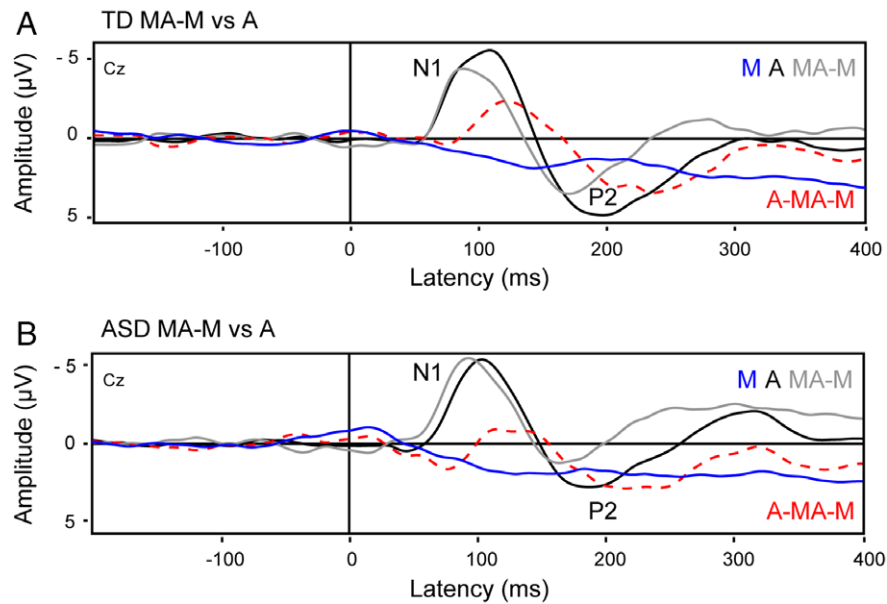 A TD MA-M vs A
Cz N1 M A MA-M
Amplitude (µV)
- 5
0
5
P2 A-MA-M
-100 0 100 200 300 400
Latency (ms)
B ASD MA-M vs A
Cz N1 M A MA-M
Amplitude (µV)
- 5
0
5
P2 A-MA-M
-100 0 100 200 300 400
Latency (ms)